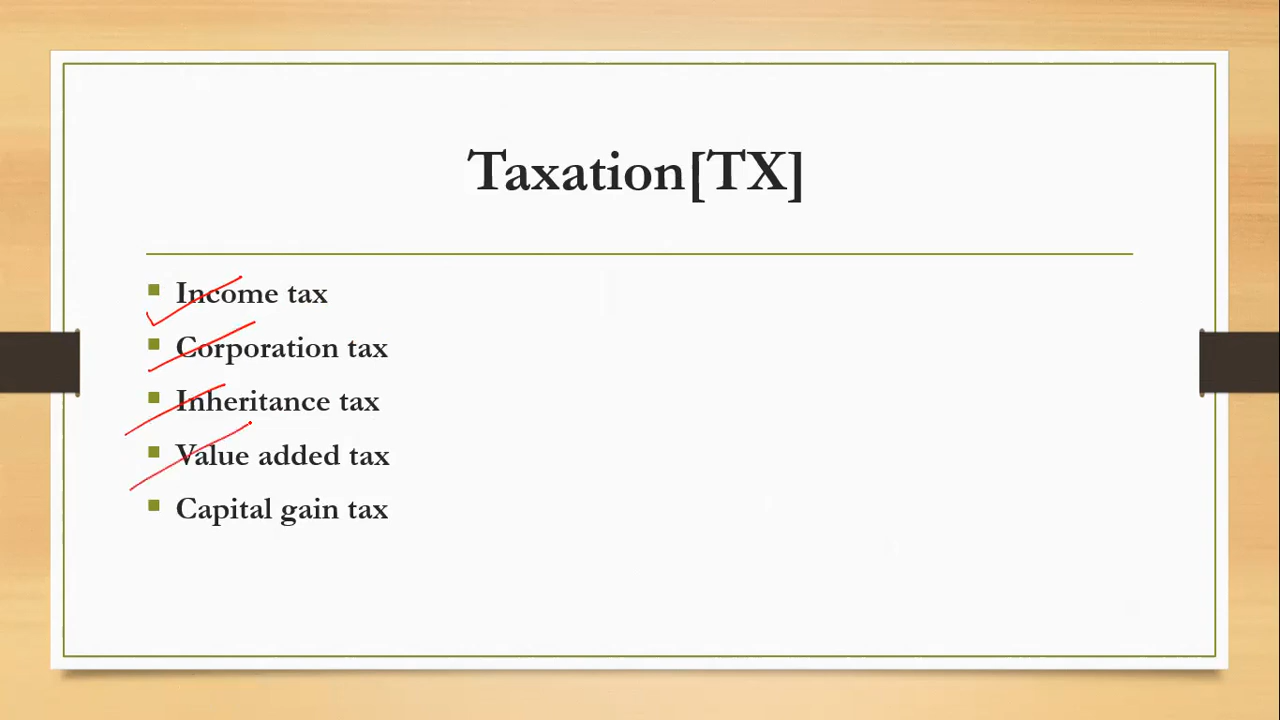 Taxation[TX]
Income tax
Corporation tax
Inheritance tax
Value added tax
Capital gain tax